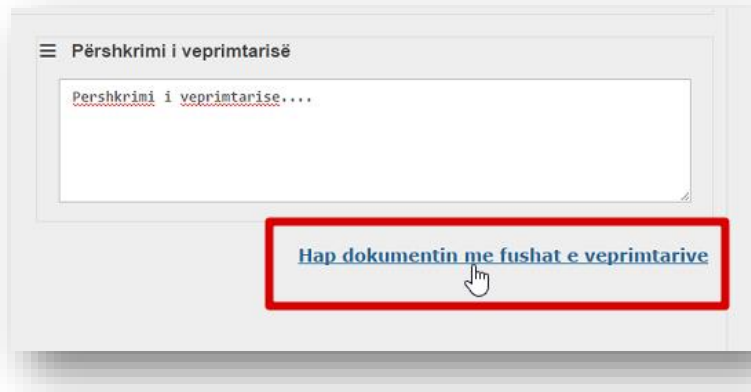 Përshkrimi i veprimtarisë
Pershkrimi i veprimtarise....
Hap dokumentin me fushat e veprimtarive